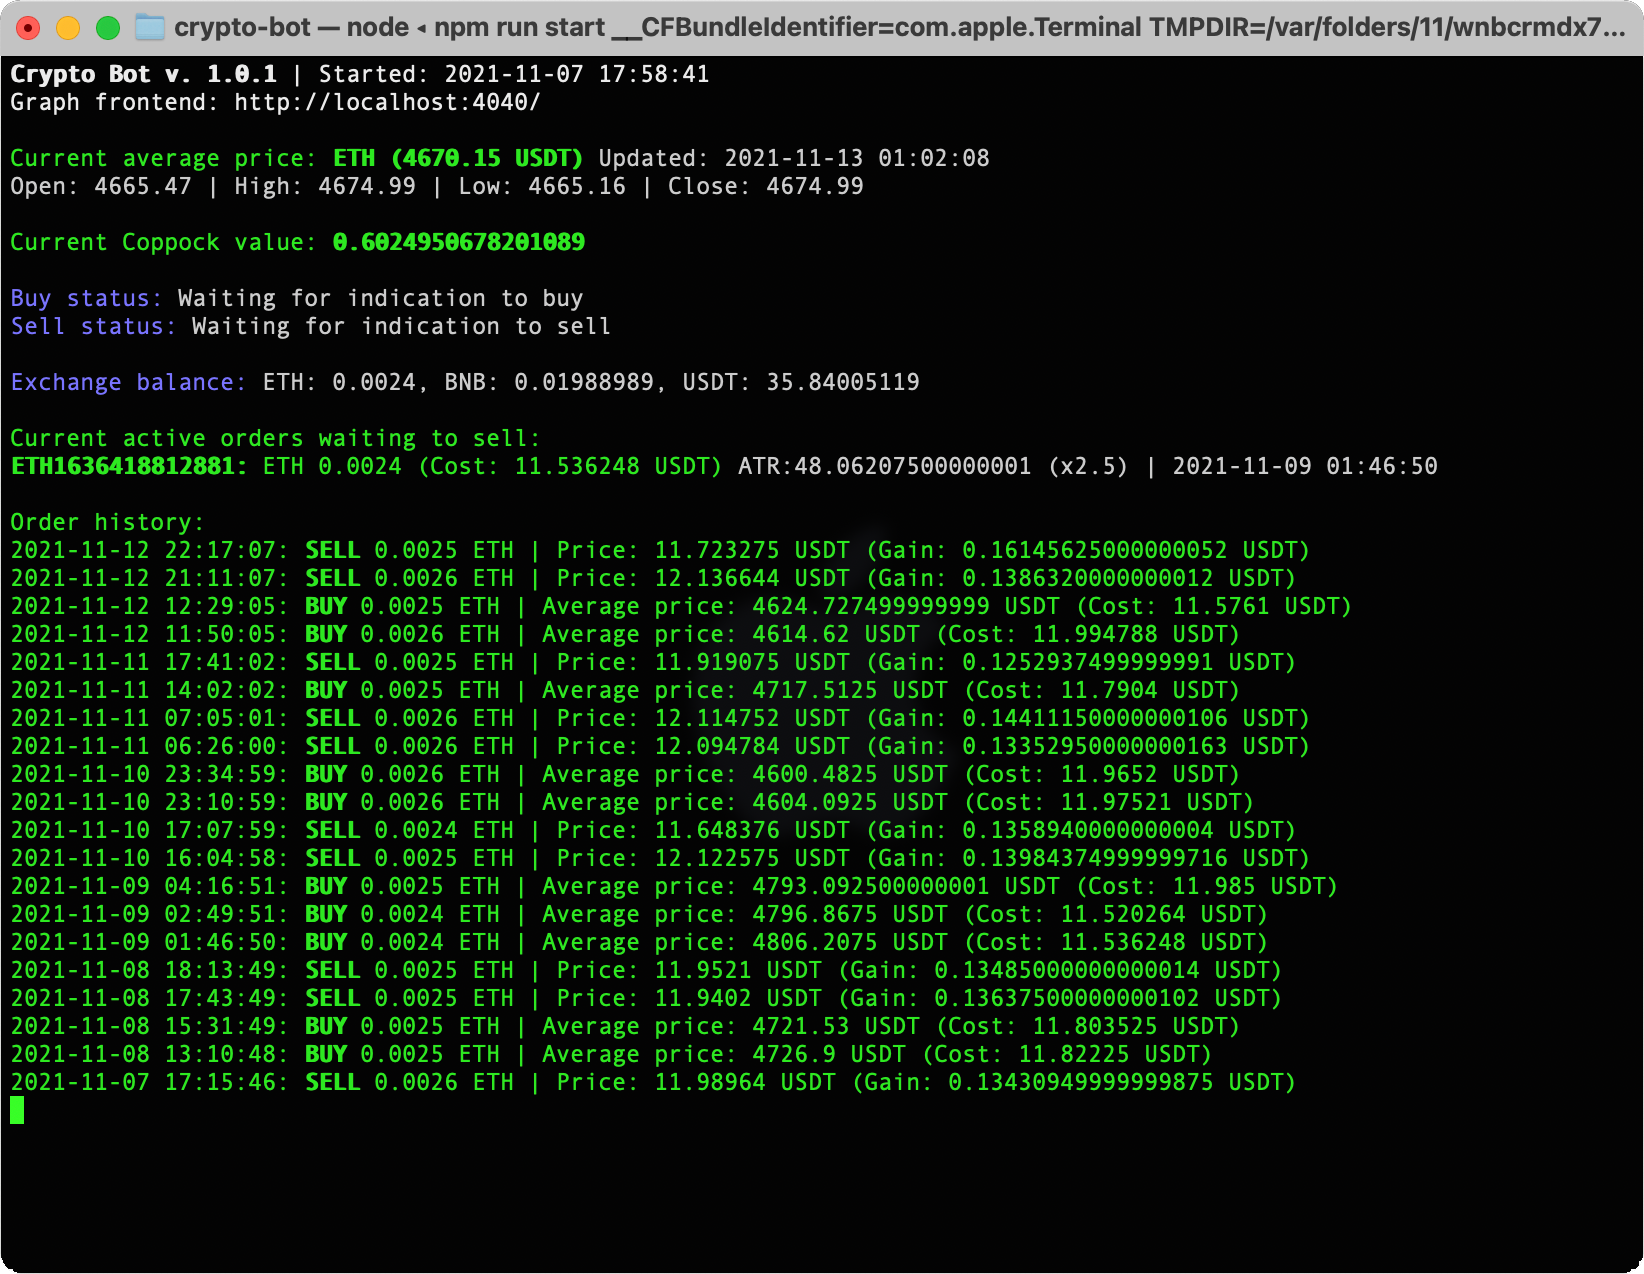 crypto-bot — node ◂ npm run start __CFBundleIdentifier=com.apple.Terminal TMPDIR=/var/folders/11/wnbcrmdx7...
Crypto Bot v. 1.0.1 | Started: 2021-11-07 17:58:41
Graph frontend: http://localhost:4040/
Current average price: ETH (4670.15 USDT) Updated: 2021-11-13 01:02:08
Open: 4665.47 | High: 4674.99 | Low: 4665.16 | Close: 4674.99
Current Coppock value: 0.6024950678201089
Buy status: Waiting for indication to buy
Sell status: Waiting for indication to sell
Exchange balance: ETH: 0.0024, BNB: 0.01988989, USDT: 35.84005119
Current active orders waiting to sell:
ETH1636418812881: ETH 0.0024 (Cost: 11.536248 USDT) ATR:48.06207500000001 (x2.5) | 2021-11-09 01:46:50
Order history:
2021-11-12 22:17:07: SELL 0.0025 ETH | Price: 11.723275 USDT (Gain: 0.16145625000000052 USDT)
2021-11-12 21:11:07: SELL 0.0026 ETH | Price: 12.136644 USDT (Gain: 0.1386320000000012 USDT)
2021-11-12 12:29:05: BUY 0.0025 ETH | Average price: 4624.727499999999 USDT (Cost: 11.5761 USDT)
2021-11-12 11:50:05: BUY 0.0026 ETH | Average price: 4614.62 USDT (Cost: 11.994788 USDT)
2021-11-11 17:41:02: SELL 0.0025 ETH | Price: 11.919075 USDT (Gain: 0.1252937499999991 USDT)
2021-11-11 14:02:02: BUY 0.0025 ETH | Average price: 4717.5125 USDT (Cost: 11.7904 USDT)
2021-11-11 07:05:01: SELL 0.0026 ETH | Price: 12.114752 USDT (Gain: 0.14411150000000106 USDT)
2021-11-11 06:26:00: SELL 0.0026 ETH | Price: 12.094784 USDT (Gain: 0.13352950000000163 USDT)
2021-11-10 23:34:59: BUY 0.0026 ETH | Average price: 4600.4825 USDT (Cost: 11.9652 USDT)
2021-11-10 23:10:59: BUY 0.0026 ETH | Average price: 4604.0925 USDT (Cost: 11.97521 USDT)
2021-11-10 17:07:59: SELL 0.0024 ETH | Price: 11.648376 USDT (Gain: 0.1358940000000004 USDT)
2021-11-10 16:04:58: SELL 0.0025 ETH | Price: 12.122575 USDT (Gain: 0.13984374999999716 USDT)
2021-11-09 04:16:51: BUY 0.0025 ETH | Average price: 4793.092500000001 USDT (Cost: 11.985 USDT)
2021-11-09 02:49:51: BUY 0.0024 ETH | Average price: 4796.8675 USDT (Cost: 11.520264 USDT)
2021-11-09 01:46:50: BUY 0.0024 ETH | Average price: 4806.2075 USDT (Cost: 11.536248 USDT)
2021-11-08 18:13:49: SELL 0.0025 ETH | Price: 11.9521 USDT (Gain: 0.13485000000000014 USDT)
2021-11-08 17:43:49: SELL 0.0025 ETH | Price: 11.9402 USDT (Gain: 0.13637500000000102 USDT)
2021-11-08 15:31:49: BUY 0.0025 ETH | Average price: 4721.53 USDT (Cost: 11.803525 USDT)
2021-11-08 13:10:48: BUY 0.0025 ETH | Average price: 4726.9 USDT (Cost: 11.82225 USDT)
2021-11-07 17:15:46: SELL 0.0026 ETH | Price: 11.98964 USDT (Gain: 0.13430949999999875 USDT)